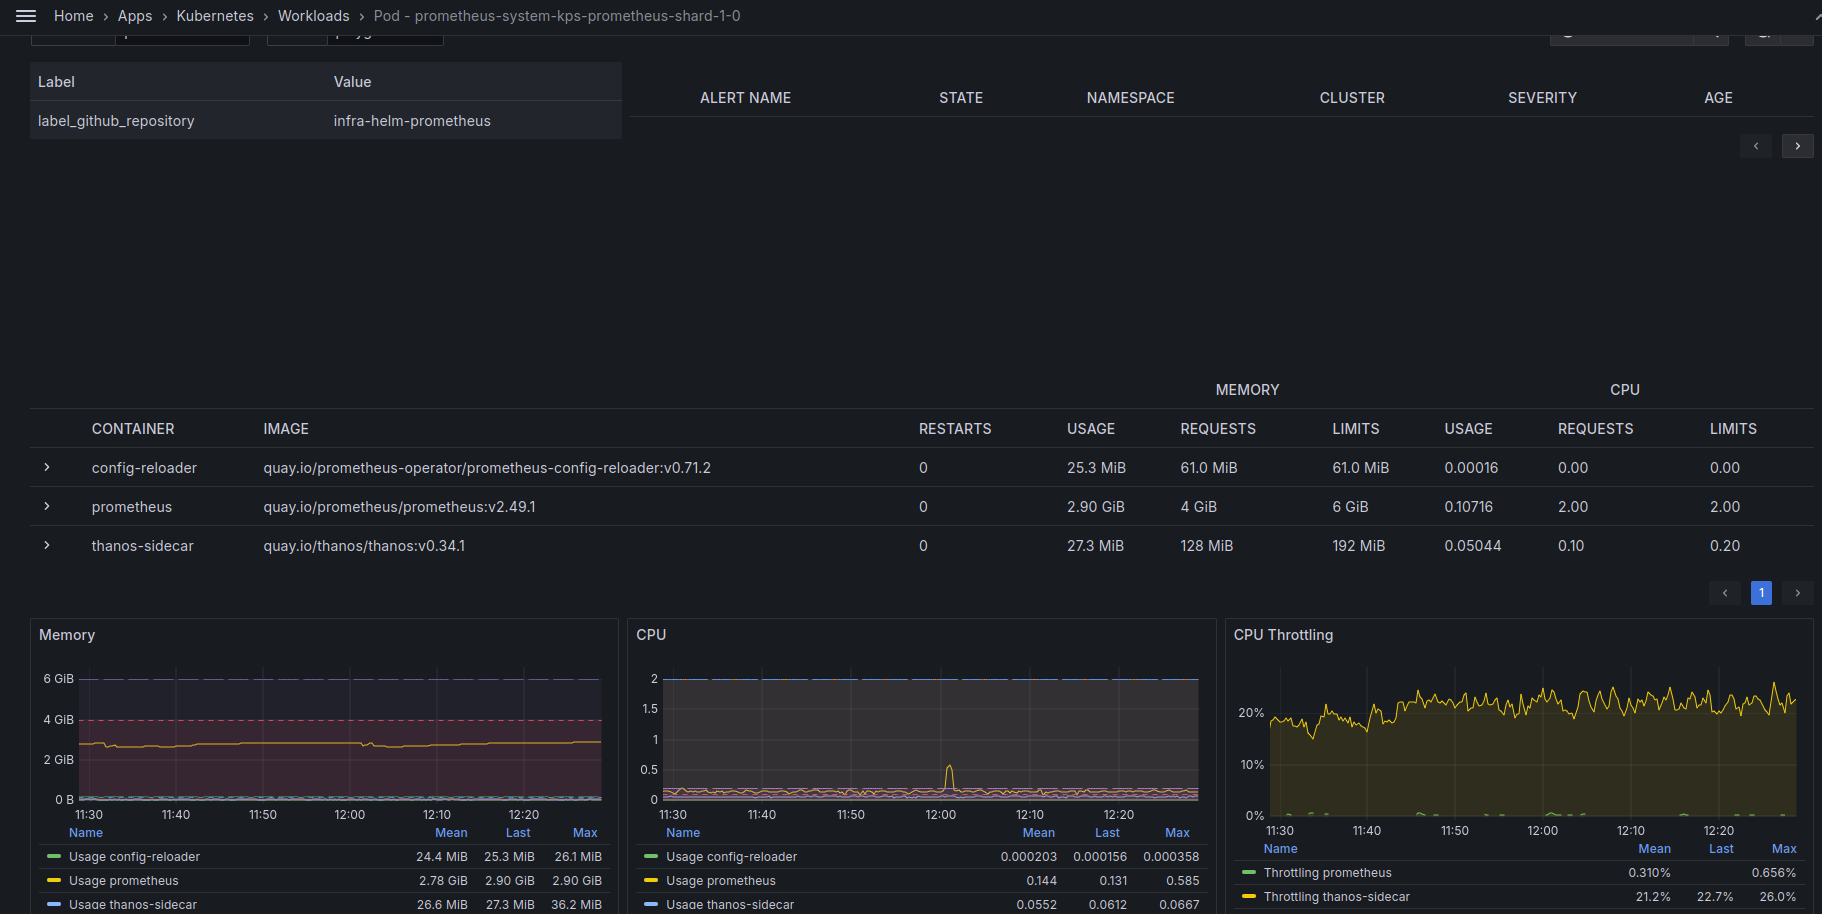 Home › Apps › Kubernetes › Workloads › Pod - prometheus-system-kps-prometheus-shard-1-0
Label Value
label_github_repository infra-helm-prometheus
ALERT NAME STATE NAMESPACE CLUSTER SEVERITY AGE
MEMORY CPU
CONTAINER IMAGE RESTARTS USAGE REQUESTS LIMITS USAGE REQUESTS LIMITS
config-reloader quay.io/prometheus-operator/prometheus-config-reloader:v0.71.2 0 25.3 MiB 61.0 MiB 61.0 MiB 0.00016 0.00 0.00
prometheus quay.io/prometheus/prometheus:v2.49.1 0 2.90 GiB 4 GiB 6 GiB 0.10716 2.00 2.00
thanos-sidecar quay.io/thanos/thanos:v0.34.1 0 27.3 MiB 128 MiB 192 MiB 0.05044 0.10 0.20
1
Memory
6 GiB
4 GiB
2 GiB
0 B
11:30 11:40 11:50 12:00 12:10 12:20
Name Mean Last Max
Usage config-reloader 24.4 MiB 25.3 MiB 26.1 MiB
Usage prometheus 2.78 GiB 2.90 GiB 2.90 GiB
Usage thanos-sidecar 26.6 MiB 27.3 MiB 36.2 MiB
CPU
2
1.5
1
0.5
0
11:30 11:40 11:50 12:00 12:10 12:20
Name Mean Last Max
Usage config-reloader 0.000203 0.000156 0.000358
Usage prometheus 0.144 0.131 0.585
Usage thanos-sidecar 0.0552 0.0612 0.0667
CPU Throttling
20%
10%
0%
11:30 11:40 11:50 12:00 12:10 12:20
Name Mean Last Max
Throttling prometheus 0.310% 0.656%
Throttling thanos-sidecar 21.2% 22.7% 26.0%